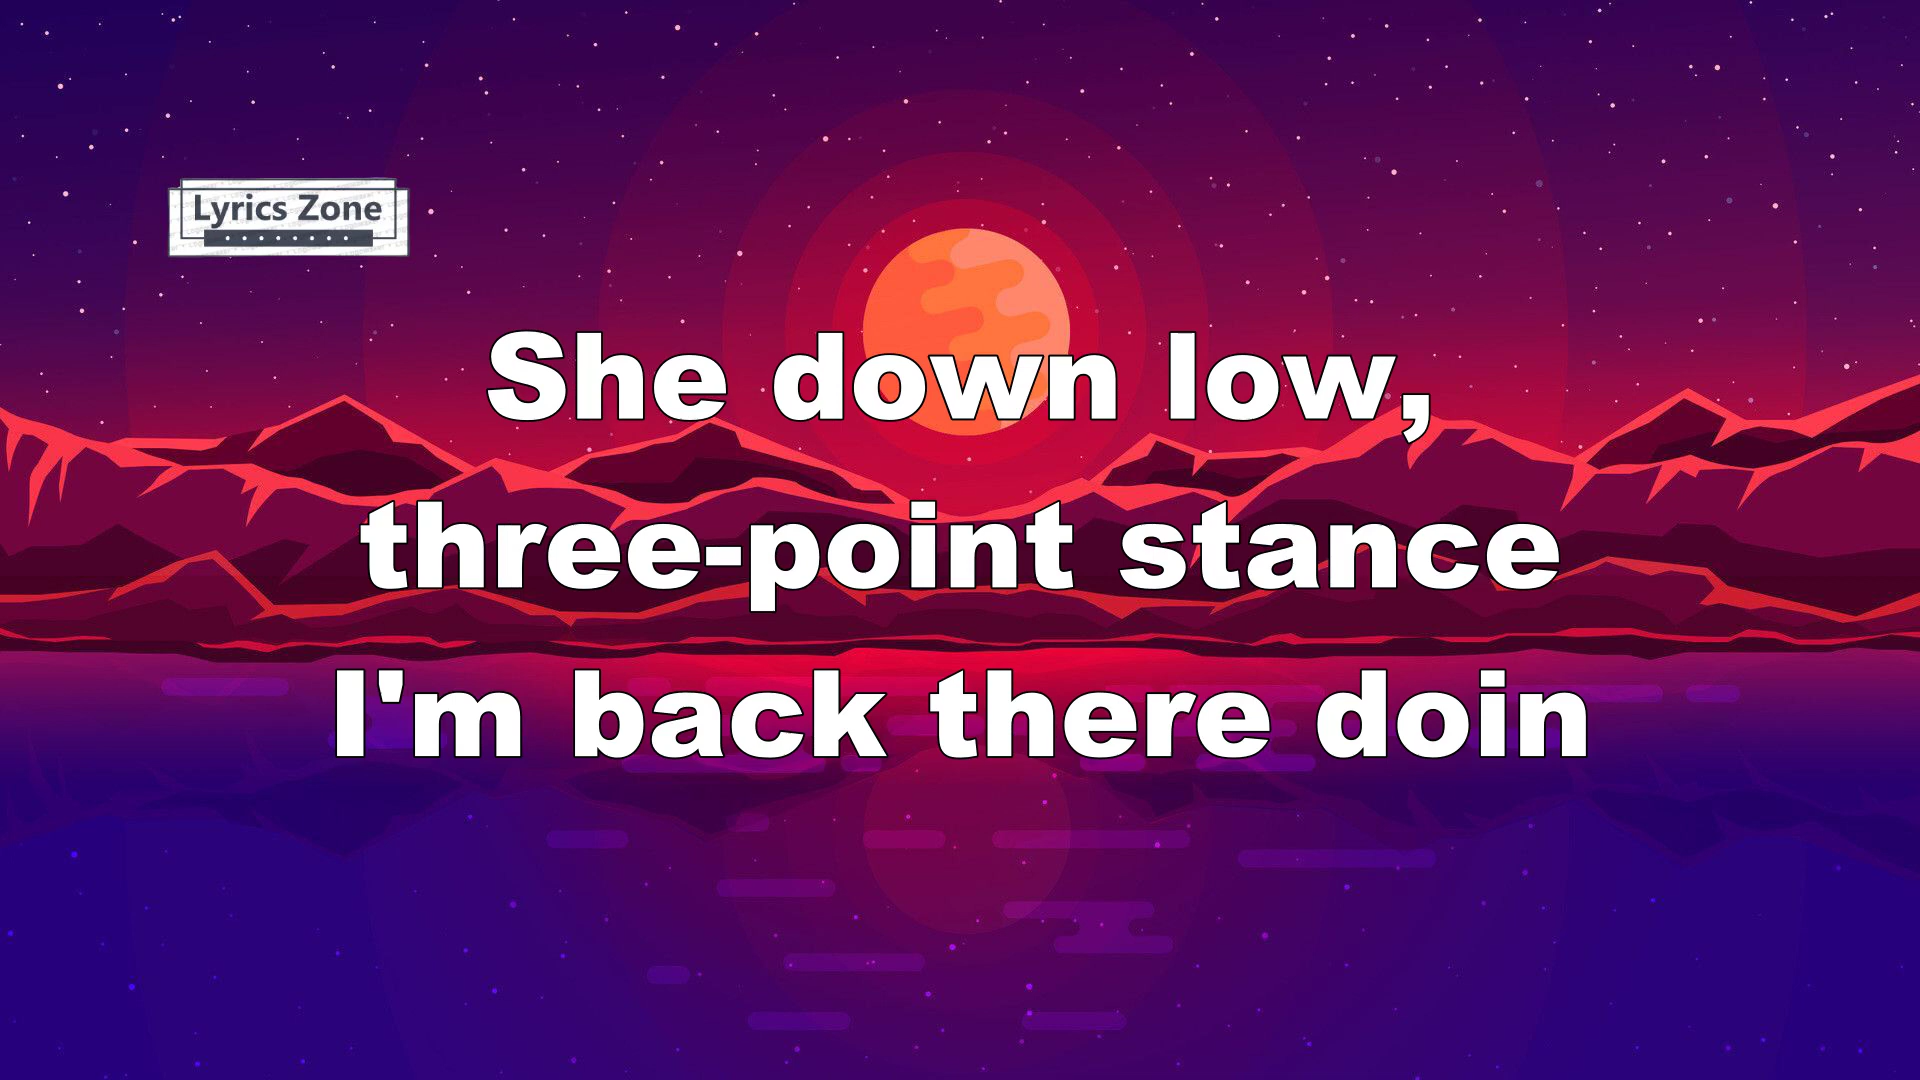 Lyrics Zone
She down low,
three-point stance
I'm back there doin